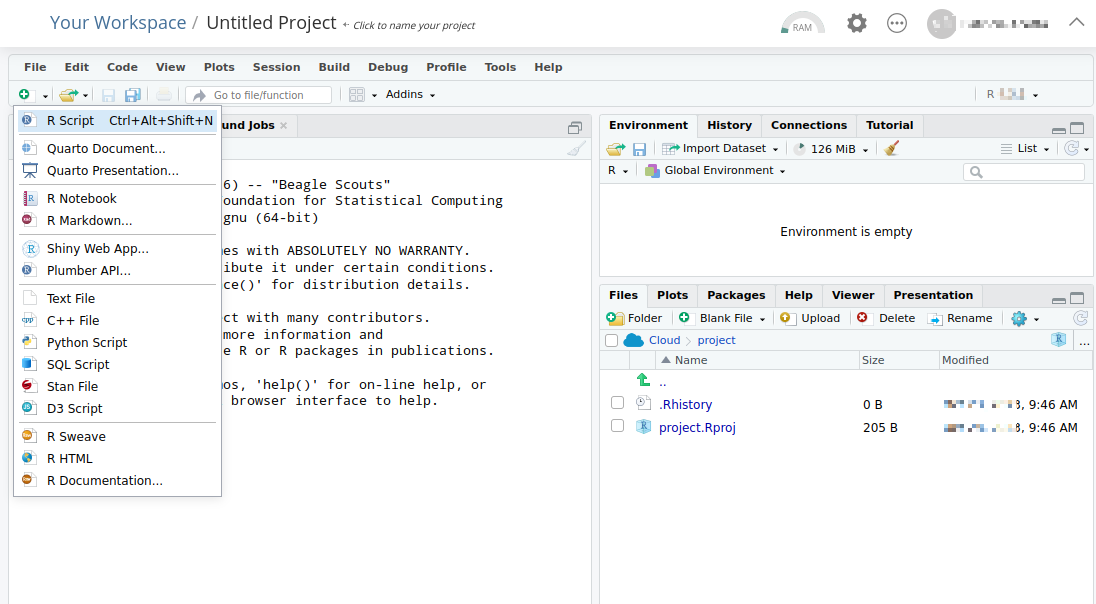 Your Workspace / Untitled Project ← Click to name your project
RAM
File Edit Code View Plots Session Build Debug Profile Tools Help
Go to file/function
Addins
R
R Script Ctrl+Alt+Shift+N
Quarto Document...
Quarto Presentation...
R Notebook
R Markdown...
Shiny Web App...
Plumber API...
Text File
C++ File
Python Script
SQL Script
Stan File
D3 Script
R Sweave
R HTML
R Documentation...
und Jobs
6) -- "Beagle Scouts"
oundation for Statistical Computing
gnu (64-bit)
es with ABSOLUTELY NO WARRANTY.
ibute it under certain conditions.
ce()' for distribution details.
ct with many contributors.
more information and
e R or R packages in publications.
os, 'help()' for on-line help, or
browser interface to help.
Environment History Connections Tutorial
Import Dataset 126 MiB List
R Global Environment
Environment is empty
Files Plots Packages Help Viewer Presentation
Folder Blank File Upload Delete Rename
Cloud project R ...
Name Size Modified
..
.Rhistory 0 B 9:46 AM
project.Rproj 205 B 9:46 AM